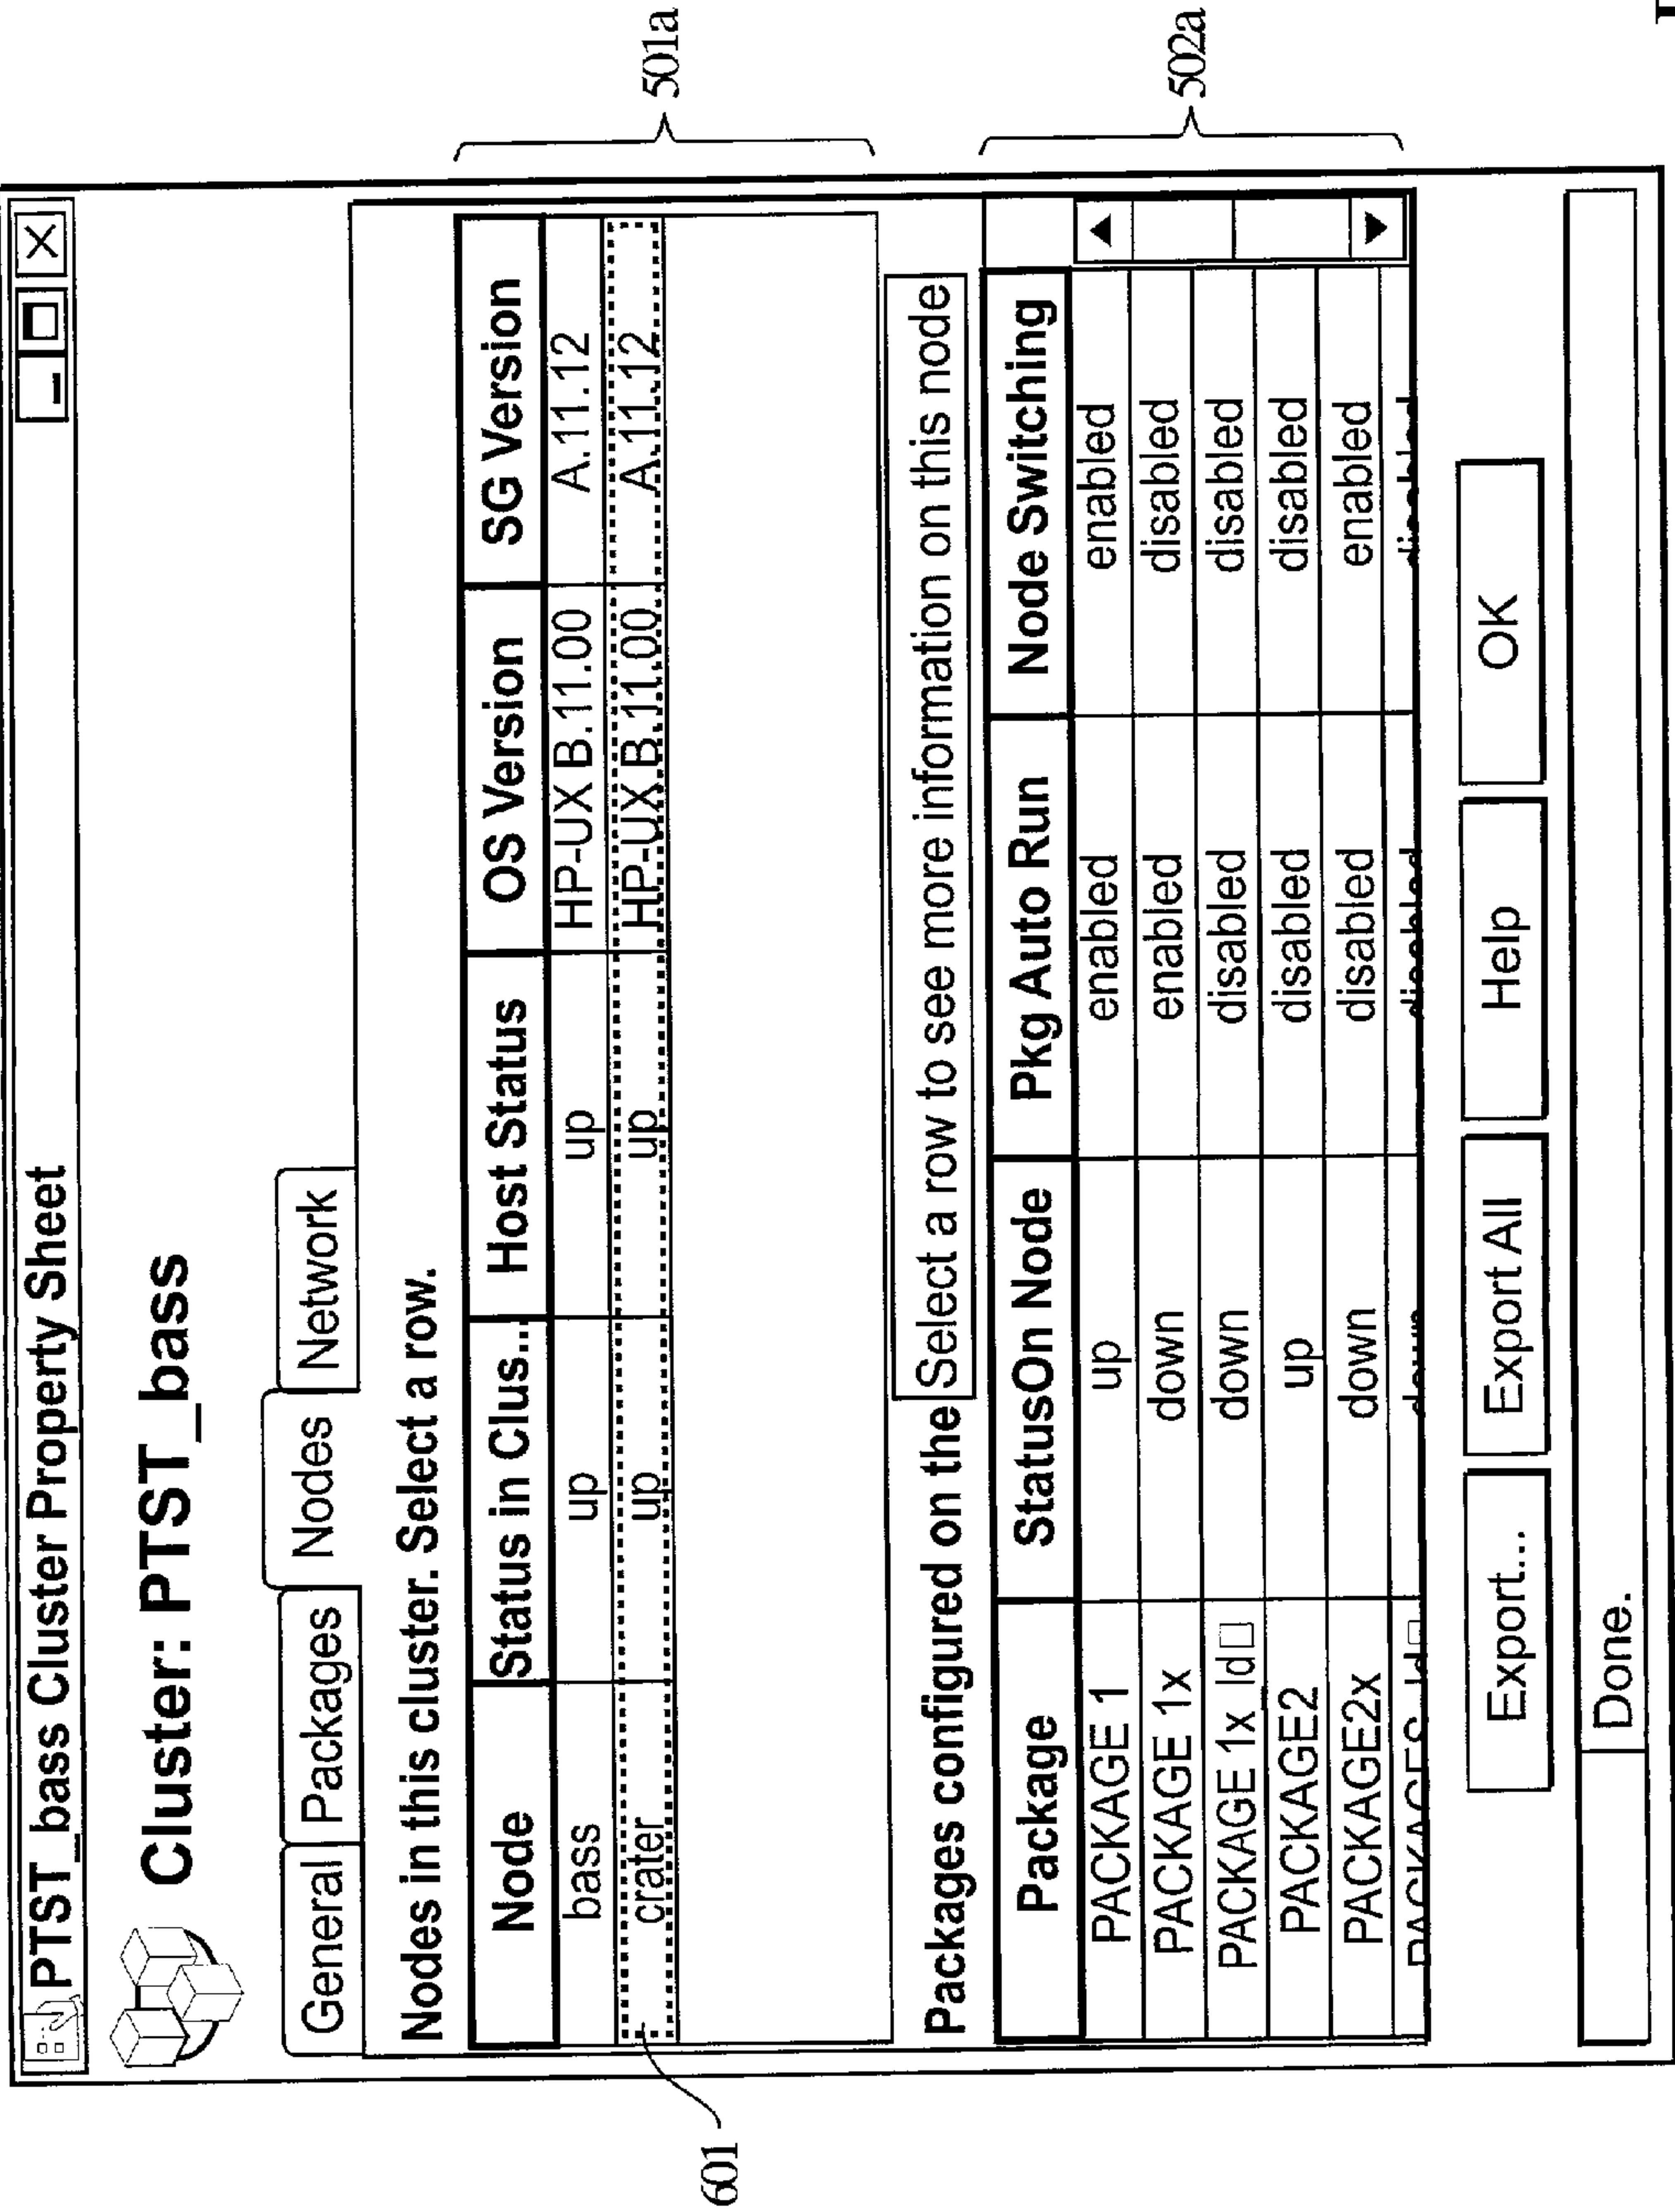 PTST_bass Cluster Property Sheet
Cluster: PTST_bass
General Packages Nodes Network
Nodes in this cluster. Select a row.
Node Status in Clus... Host Status OS Version SG Version
bass up up HP-UX B.11.00 A.11.12
crater up up HP-UX B.11.00 A.11.12
501a
601
Packages configured on the Select a row to see more information on this node
Package StatusOn Node Pkg Auto Run Node Switching
PACKAGE 1 up enabled enabled
PACKAGE 1x down enabled disabled
PACKAGE 1x Id down disabled disabled
PACKAGE2 up disabled disabled
PACKAGE2x down disabled enabled
502a
Export... Export All Help OK
Done.